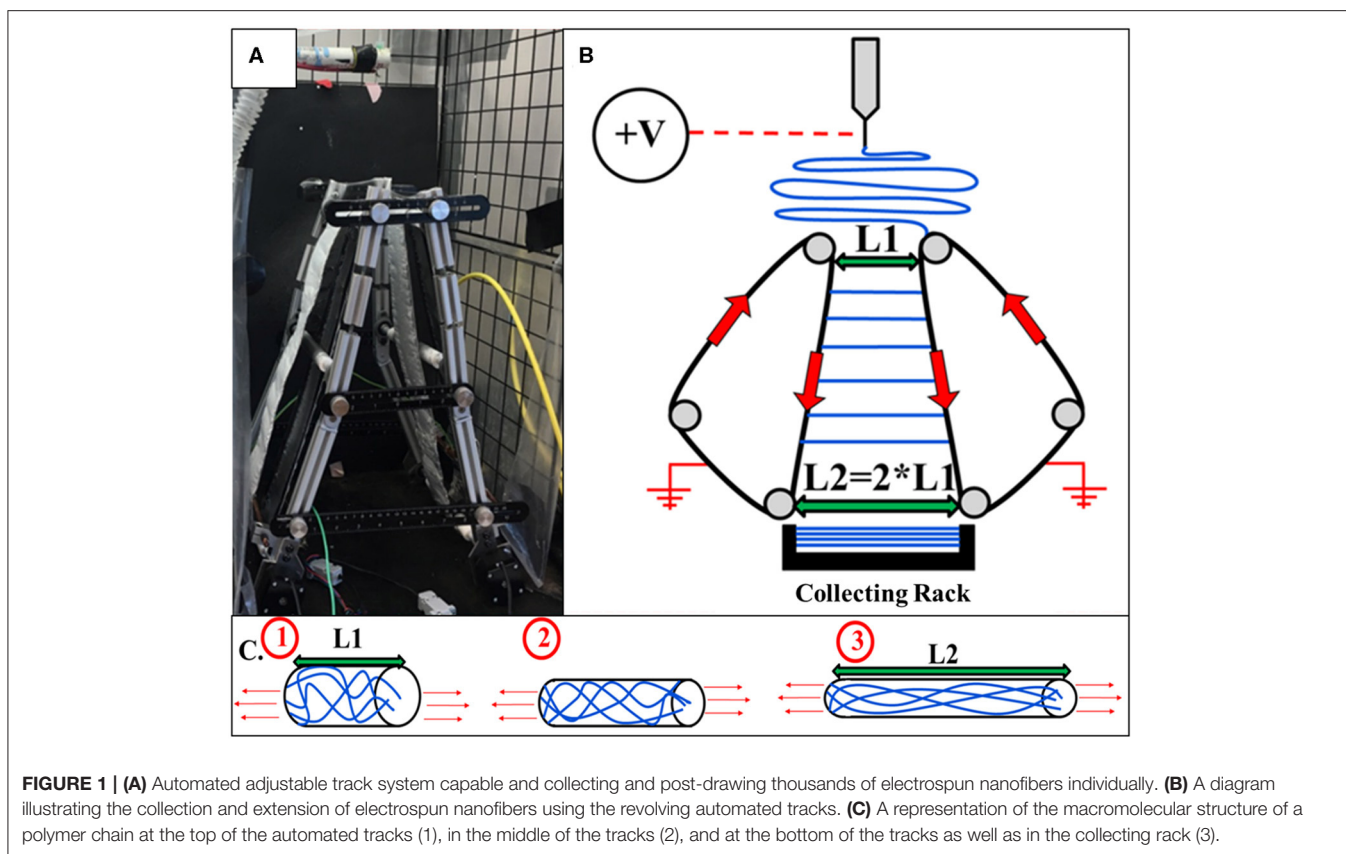 A
B
+V
L1
L2=2*L1
Collecting Rack
C.
1
L1
2
3
L2
FIGURE 1 | (A) Automated adjustable track system capable and collecting and post-drawing thousands of electrospun nanofibers individually. (B) A diagram
illustrating the collection and extension of electrospun nanofibers using the revolving automated tracks. (C) A representation of the macromolecular structure of a
polymer chain at the top of the automated tracks (1), in the middle of the tracks (2), and at the bottom of the tracks as well as in the collecting rack (3).